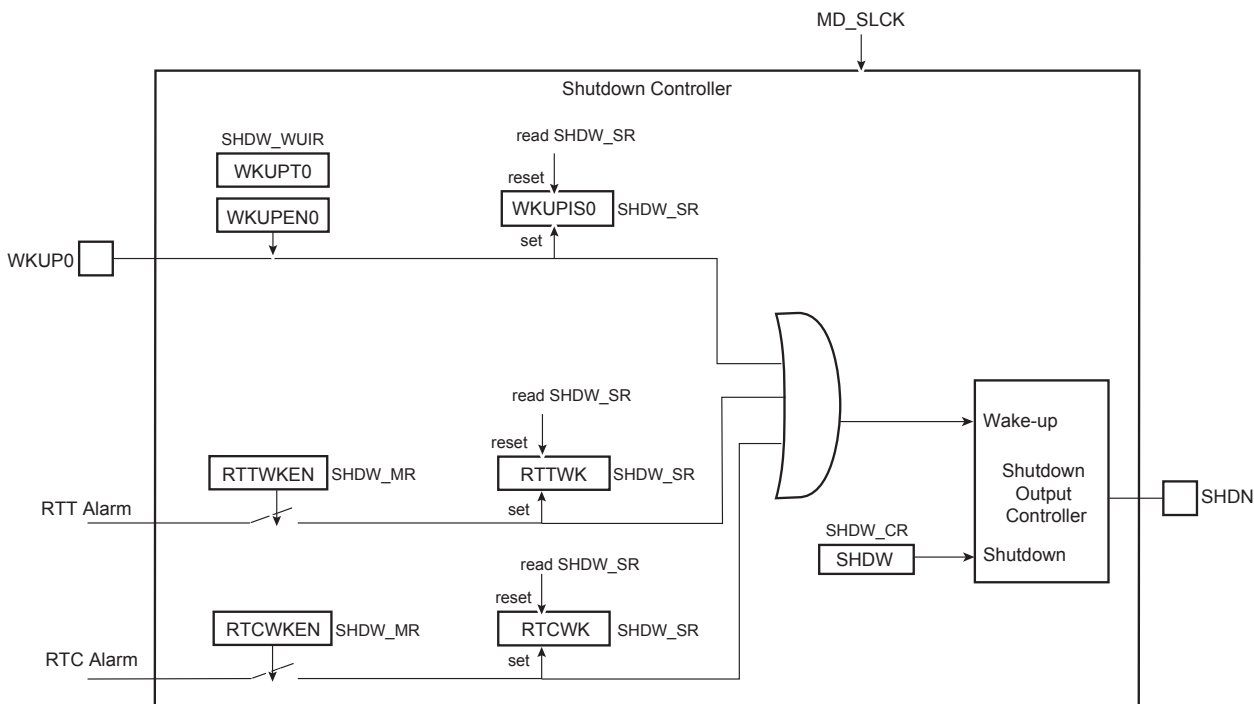 MD_SLCK
Shutdown Controller
SHDW_WUIR
WKUPT0
WKUPEN0
read SHDW_SR
reset
WKUPIS0
SHDW_SR
set
WKUP0
read SHDW_SR
reset
RTTWKEN
SHDW_MR
RTTWK
SHDW_SR
set
RTT Alarm
read SHDW_SR
reset
RTCWKEN
SHDW_MR
RTCWK
SHDW_SR
set
RTC Alarm
Wake-up
Shutdown
Output
Controller
SHDW_CR
SHDW
Shutdown
SHDN